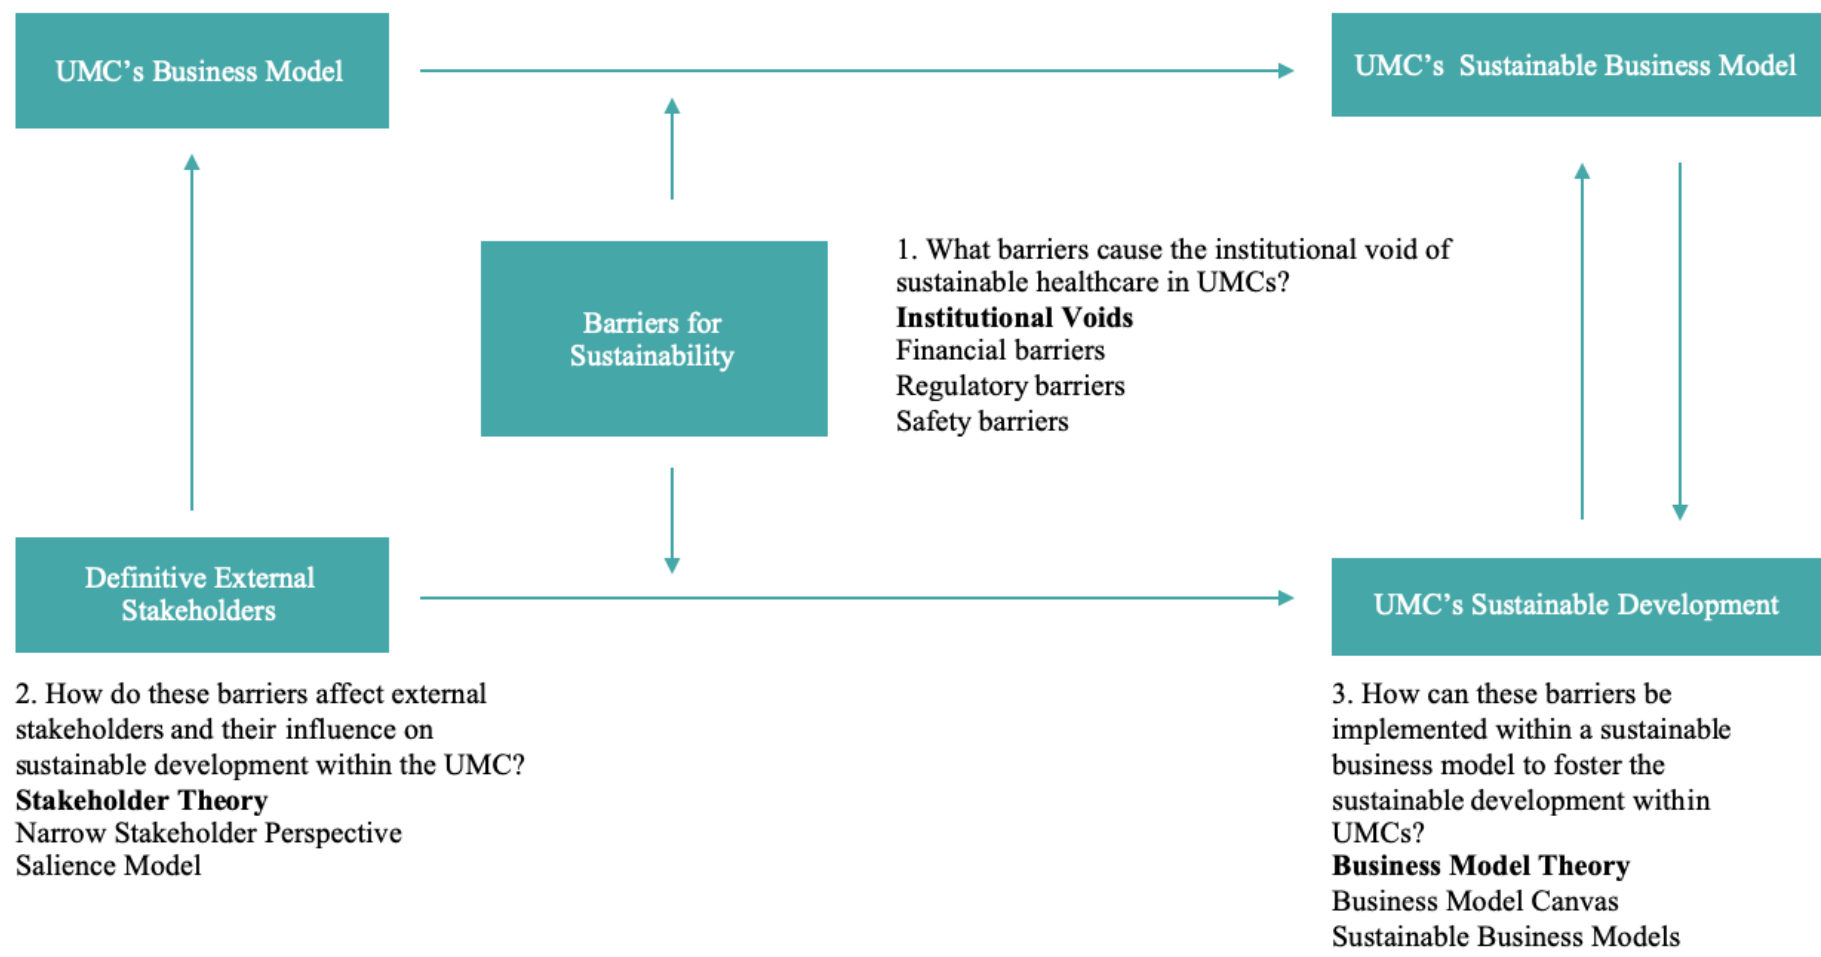 UMC’s Business Model
UMC’s Sustainable Business Model
Barriers for
Sustainability
1. What barriers cause the institutional void of
sustainable healthcare in UMCs?
Institutional Voids
Financial barriers
Regulatory barriers
Safety barriers
Definitive External
Stakeholders
UMC’s Sustainable Development
2. How do these barriers affect external
stakeholders and their influence on
sustainable development within the UMC?
Stakeholder Theory
Narrow Stakeholder Perspective
Salience Model
3. How can these barriers be
implemented within a sustainable
business model to foster the
sustainable development within
UMCs?
Business Model Theory
Business Model Canvas
Sustainable Business Models